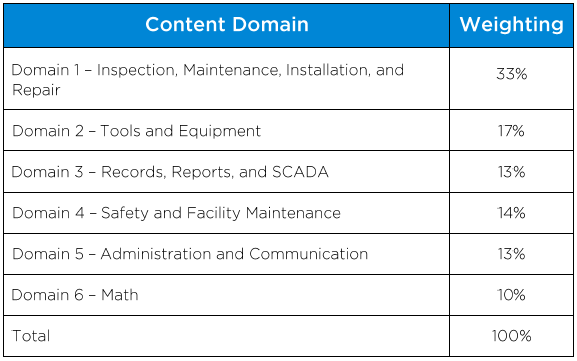 Content Domain Weighting
Domain 1 – Inspection, Maintenance, Installation, and
Repair 33%
Domain 2 – Tools and Equipment 17%
Domain 3 – Records, Reports, and SCADA 13%
Domain 4 – Safety and Facility Maintenance 14%
Domain 5 – Administration and Communication 13%
Domain 6 – Math 10%
Total 100%